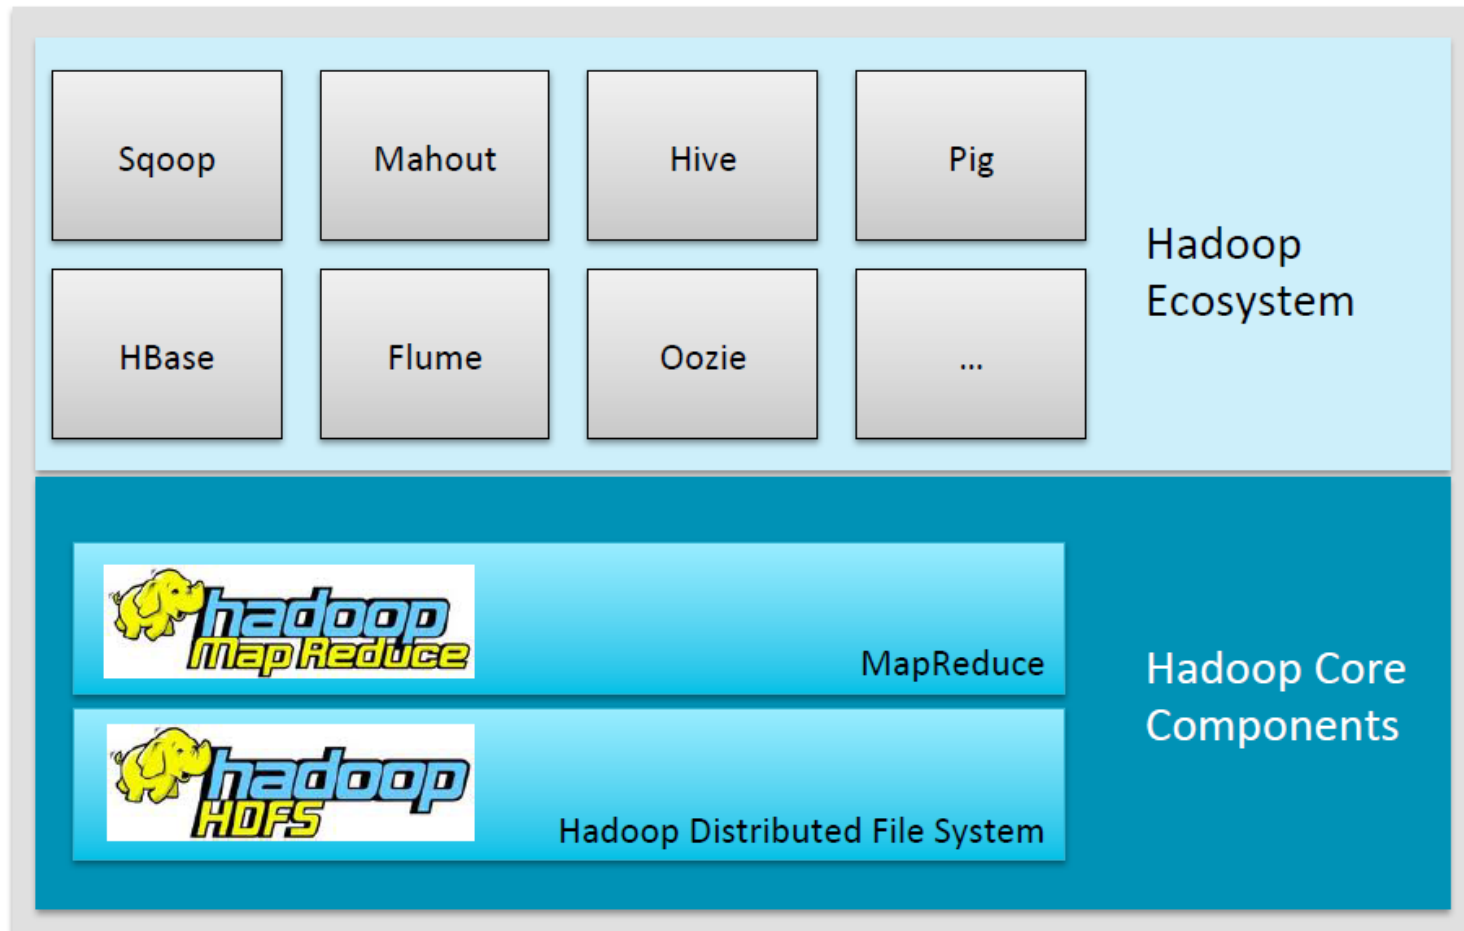 Sqoop
Mahout
Hive
Pig
HBase
Flume
Oozie
...
Hadoop
Ecosystem
hadoop
Map Reduce
MapReduce
hadoop
HDFS
Hadoop Distributed File System
Hadoop Core
Components